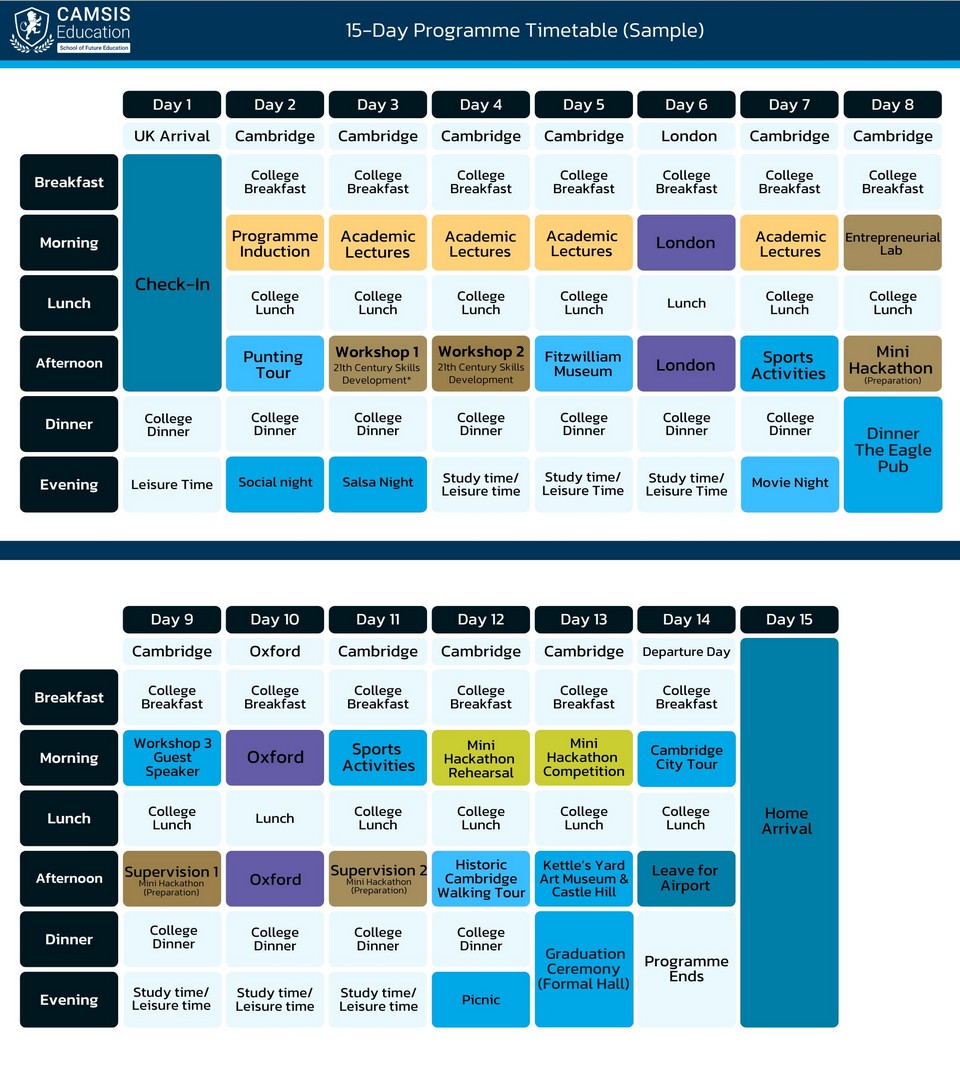 CAMSIS
Education
School of Future Education
15-Day Programme Timetable (Sample)
Day 1 Day 2 Day 3 Day 4 Day 5 Day 6 Day 7 Day 8
UK Arrival Cambridge Cambridge Cambridge Cambridge London Cambridge Cambridge
Breakfast
College Breakfast
College Breakfast
College Breakfast
College Breakfast
College Breakfast
College Breakfast
College Breakfast
Morning
Programme Induction
Academic Lectures
Academic Lectures
Academic Lectures
London
Academic Lectures
Entrepreneurial Lab
Check-In
Lunch
College Lunch
College Lunch
College Lunch
College Lunch
Lunch
College Lunch
College Lunch
Afternoon
Punting Tour
Workshop 1
21th Century Skills
Development*
Workshop 2
21th Century Skills
Development
Fitzwilliam Museum
London
Sports Activities
Mini Hackathon
(Preparation)
Dinner
College Dinner
College Dinner
College Dinner
College Dinner
College Dinner
College Dinner
College Dinner
Dinner
The Eagle
Pub
Evening
Leisure Time
Social night
Salsa Night
Study time/
Leisure time
Study time/
Leisure Time
Study time/
Leisure Time
Movie Night
Day 9 Day 10 Day 11 Day 12 Day 13 Day 14 Day 15
Cambridge Oxford Cambridge Cambridge Cambridge Departure Day
Breakfast
College Breakfast
College Breakfast
College Breakfast
College Breakfast
College Breakfast
College Breakfast
Morning
Workshop 3
Guest
Speaker
Oxford
Sports Activities
Mini
Hackathon
Rehearsal
Mini
Hackathon
Competition
Cambridge
City Tour
Home
Arrival
Lunch
College Lunch
Lunch
College Lunch
College Lunch
College Lunch
College Lunch
Afternoon
Supervision 1
Mini Hackathon
(Preparation)
Oxford
Supervision 2
Mini Hackathon
(Preparation)
Historic
Cambridge
Walking Tour
Kettle's Yard
Art Museum &
Castle Hill
Leave for
Airport
Dinner
College Dinner
College Dinner
College Dinner
College Dinner
Graduation
Ceremony
(Formal Hall)
Programme
Ends
Evening
Study time/
Leisure time
Study time/
Leisure time
Study time/
Leisure time
Picnic